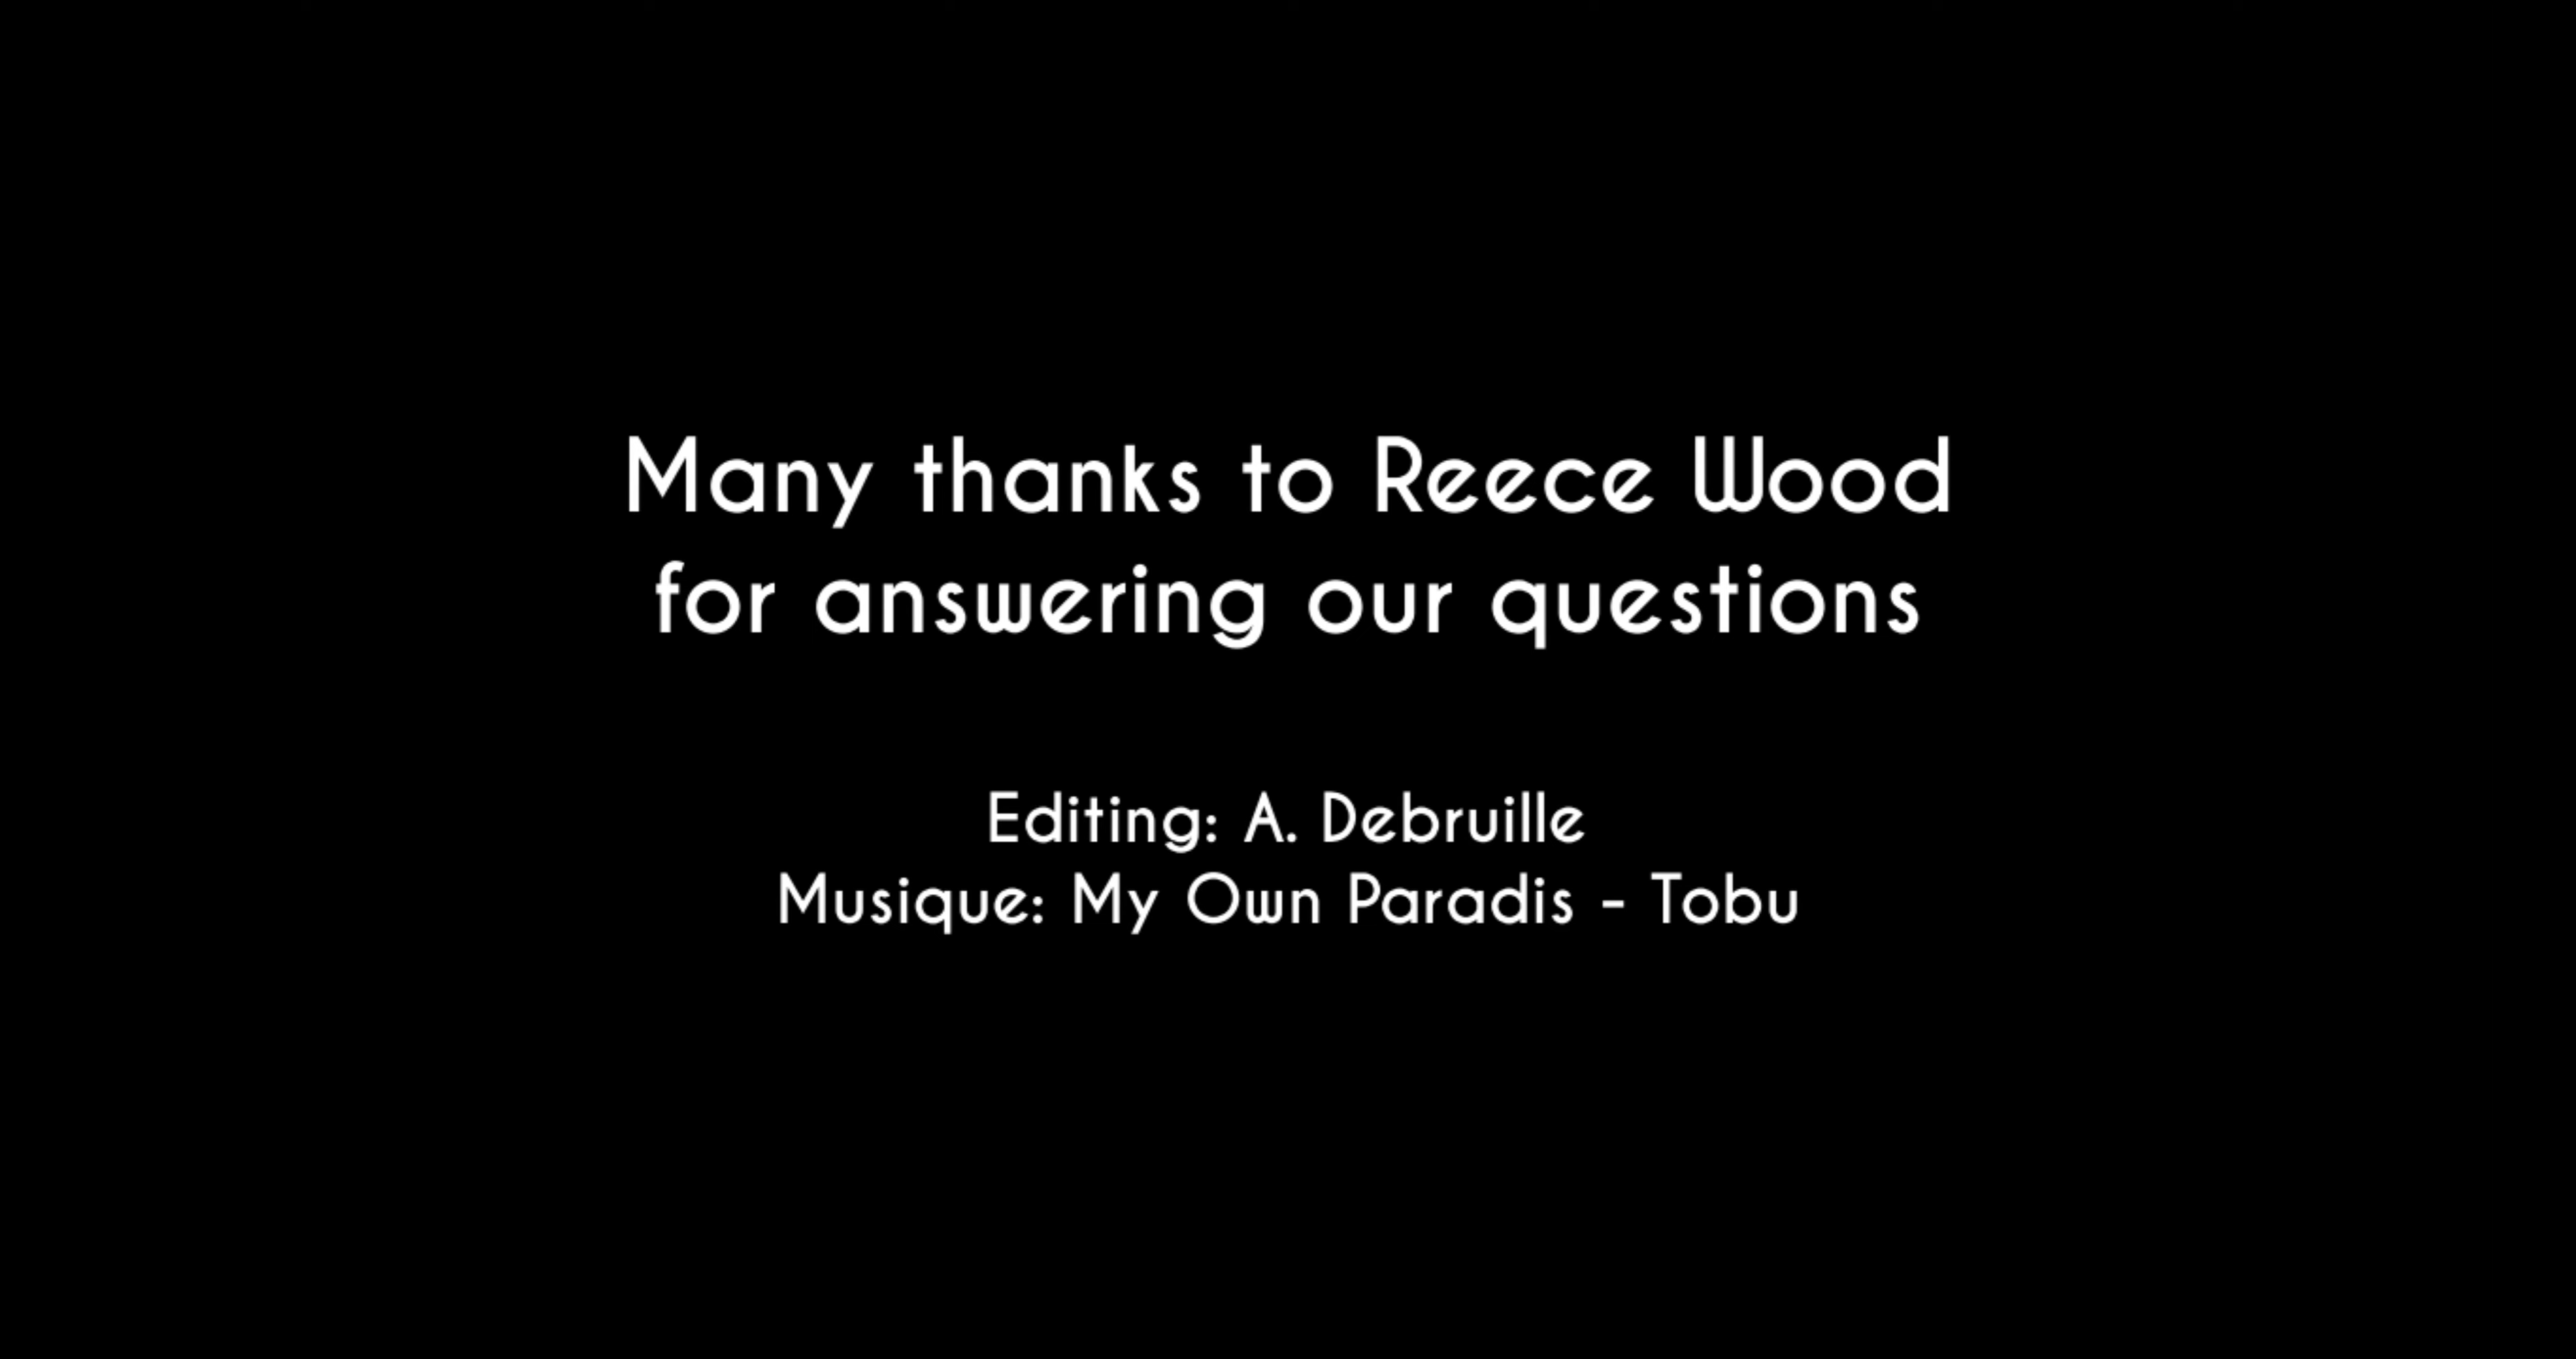 Many thanks to Reece Wood
for answering our questions
Editing: A. Debruille
Musique: My Own Paradis - Tobu